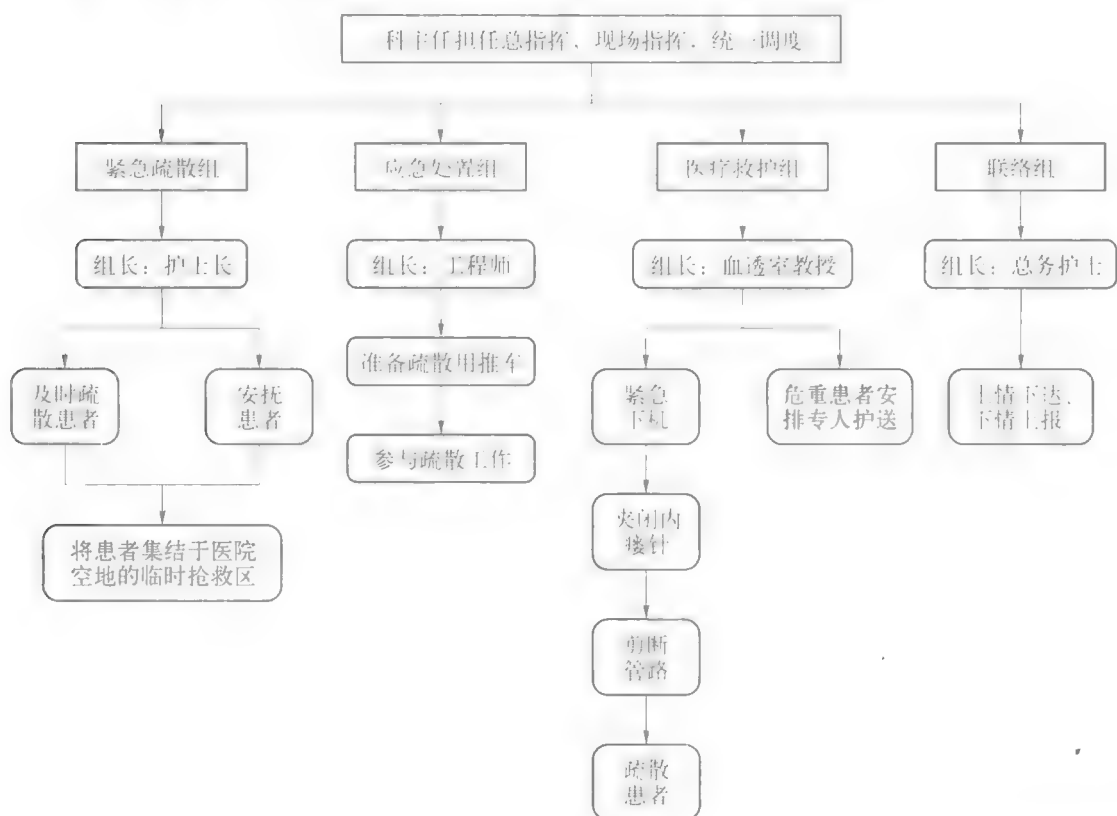 科主任担任总指挥、现场指挥，统一调度
紧急疏散组
应急处置组
医疗救护组
联络组
组长：护士长
组长：工程师
组长：血透室教授
组长：总务护士
及时疏
散患者
安抚
患者
准备疏散用推车
紧急
下机
危重患者安
排专人护送
上情下达、
下情上报
参与疏散工作
将患者集结于医院
空地的临时抢救区
夹闭内
瘘针
剪断
管路
疏散
患者